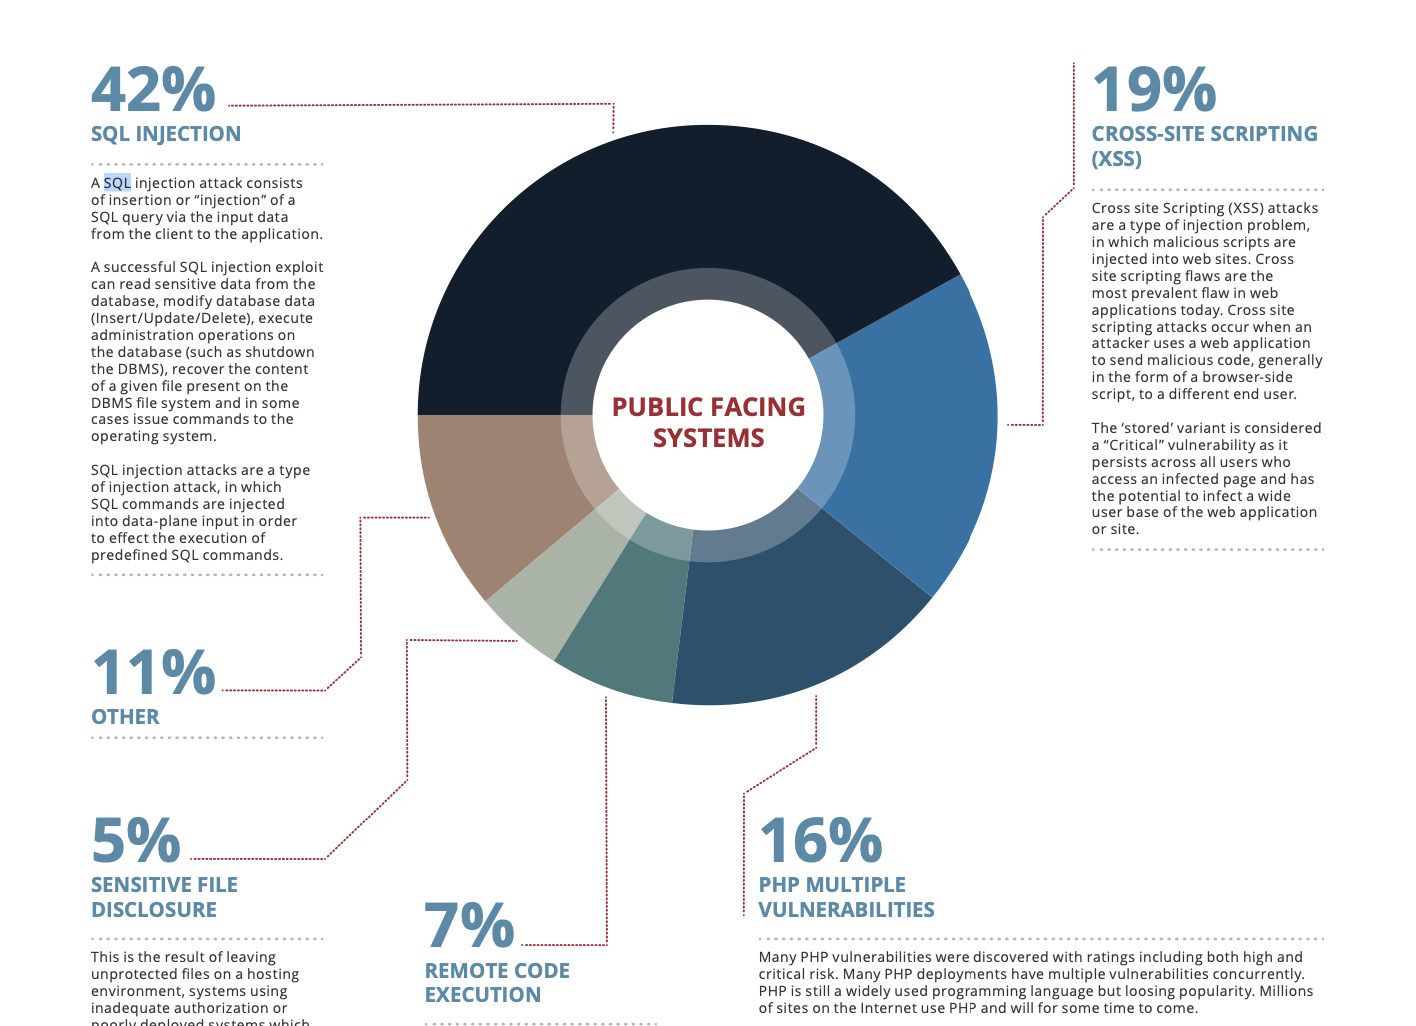 42%
SQL INJECTION
A SQL injection attack consists
of insertion or “injection” of a
SQL query via the input data
from the client to the application.
A successful SQL injection exploit
can read sensitive data from the
database, modify database data
(Insert/Update/Delete), execute
administration operations on
the database (such as shutdown
the DBMS), recover the content
of a given file present on the
DBMS file system and in some
cases issue commands to the
operating system.
SQL injection attacks are a type
of injection attack, in which
SQL commands are injected
into data-plane input in order
to effect the execution of
predefined SQL commands.
PUBLIC FACING
SYSTEMS
19%
CROSS-SITE SCRIPTING
(XSS)
Cross site Scripting (XSS) attacks
are a type of injection problem,
in which malicious scripts are
injected into web sites. Cross
site scripting flaws are the
most prevalent flaw in web
applications today. Cross site
scripting attacks occur when an
attacker uses a web application
to send malicious code, generally
in the form of a browser-side
script, to a different end user.
The ‘stored’ variant is considered
a “Critical” vulnerability as it
persists across all users who
access an infected page and has
the potential to infect a wide
user base of the web application
or site.
11%
OTHER
5%
SENSITIVE FILE
DISCLOSURE
This is the result of leaving
unprotected files on a hosting
environment, systems using
inadequate authorization or
poorly deployed systems which
7%
REMOTE CODE
EXECUTION
16%
PHP MULTIPLE
VULNERABILITIES
Many PHP vulnerabilities were discovered with ratings including both high and
critical risk. Many PHP deployments have multiple vulnerabilities concurrently.
PHP is still a widely used programming language but loosing popularity. Millions
of sites on the Internet use PHP and will for some time to come.